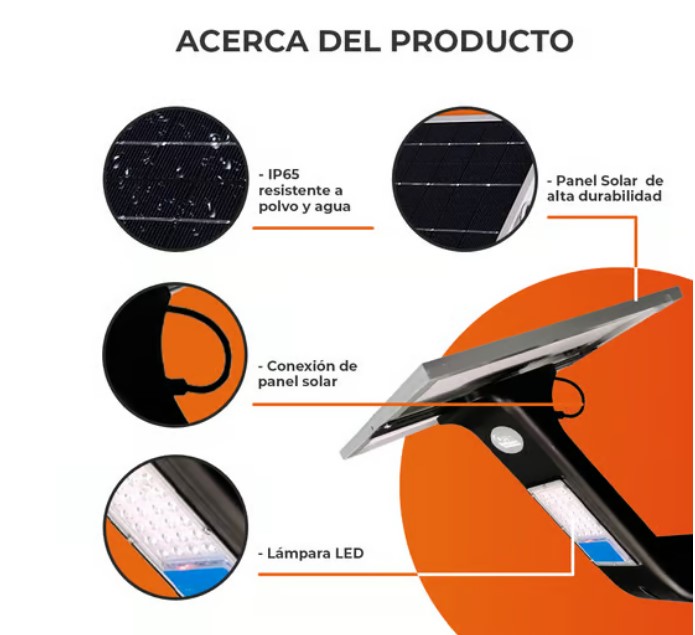 ACERCA DEL PRODUCTO
- IP65
resistente a
polvo y agua
- Panel Solar de
alta durabilidad
- Conexión de
panel solar
- Lámpara LED